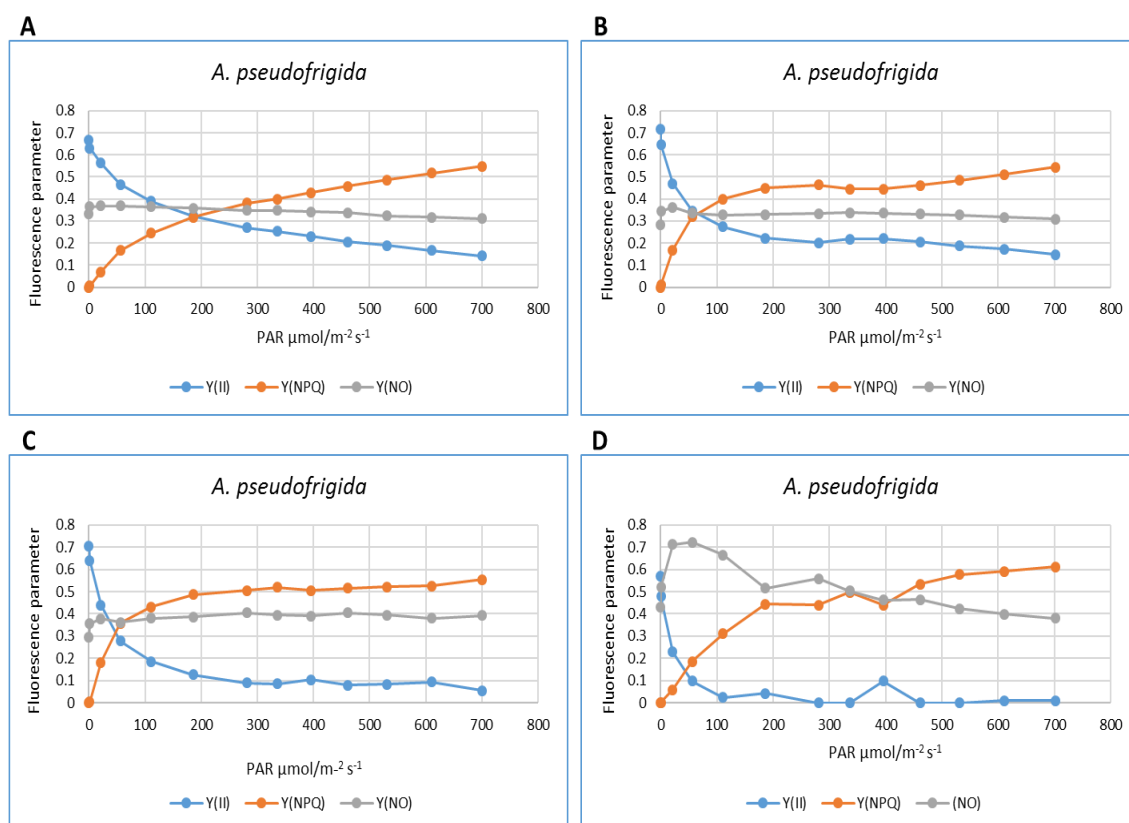 A
A. pseudofrigida
Fluorescence parameter
0.8
0.7
0.6
0.5
0.4
0.3
0.2
0.1
0
0 100 200 300 400 500 600 700 800
PAR µmol/m⁻² s⁻¹
Y(II) Y(NPQ) Y(NO)
B
A. pseudofrigida
Fluorescence parameter
0.8
0.7
0.6
0.5
0.4
0.3
0.2
0.1
0
0 100 200 300 400 500 600 700 800
PAR µmol/m⁻² s⁻¹
Y(II) Y(NPQ) Y(NO)
C
A. pseudofrigida
Fluorescence parameter
0.8
0.7
0.6
0.5
0.4
0.3
0.2
0.1
0
0 100 200 300 400 500 600 700 800
PAR µmol/m-² s⁻¹
Y(II) Y(NPQ) Y(NO)
D
A. pseudofrigida
Fluorescence parameter
0.8
0.7
0.6
0.5
0.4
0.3
0.2
0.1
0
0 100 200 300 400 500 600 700 800
PAR µmol/m⁻² s⁻¹
Y(II) Y(NPQ) (NO)